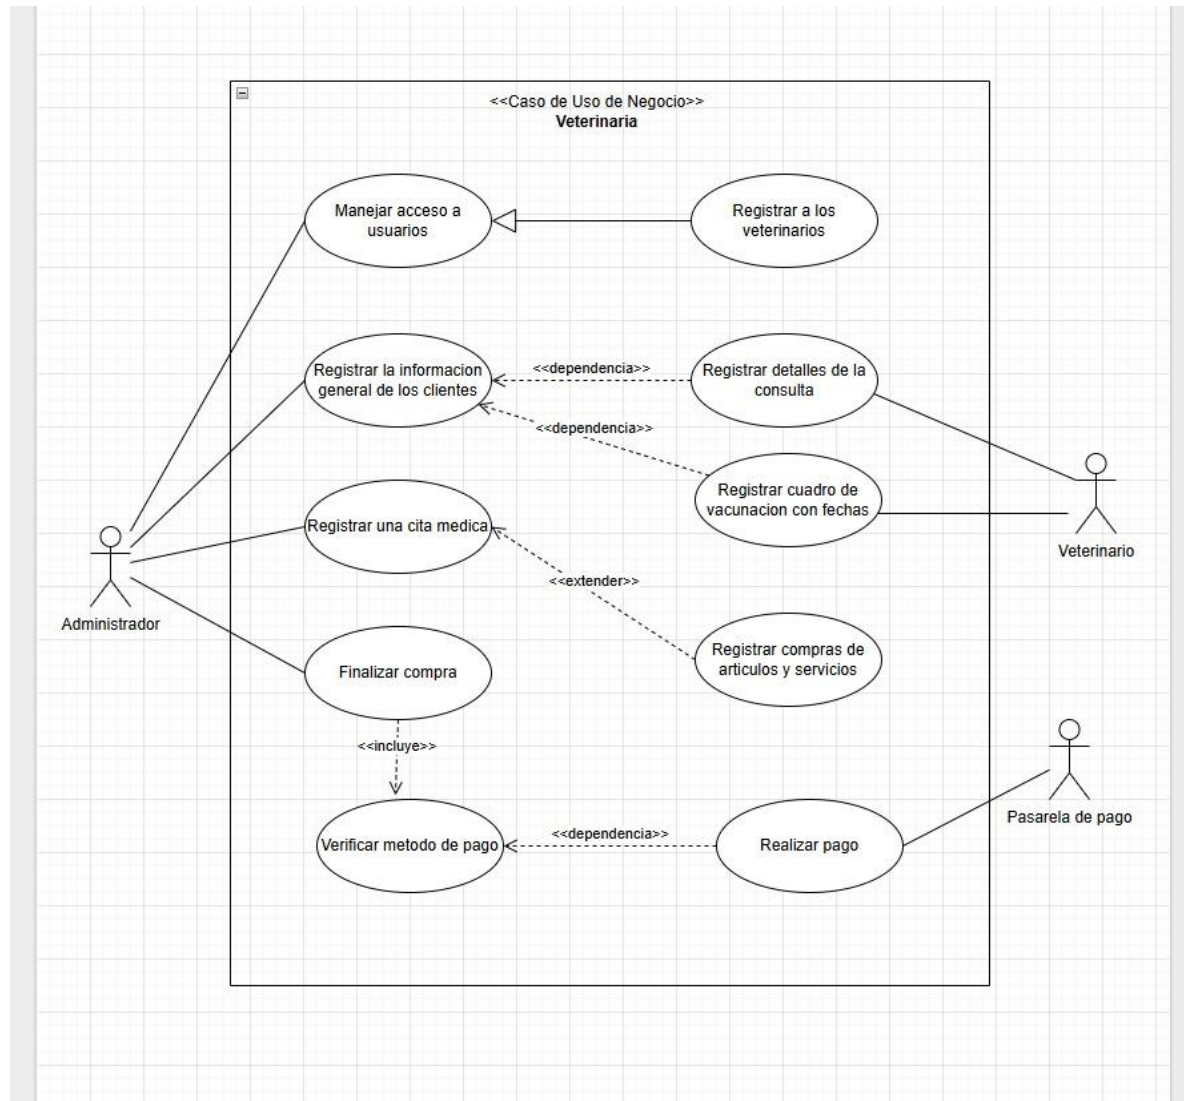 <<Caso de Uso de Negocio>>
Veterinaria
Manejar acceso a
usuarios
Registrar a los
veterinarios
Registrar la informacion
general de los clientes
<<dependencia>>
Registrar detalles de la
consulta
<<dependencia>>
Registrar cuadro de
vacunacion con fechas
Veterinario
Registrar una cita medica
<<extender>>
Administrador
Registrar compras de
articulos y servicios
Finalizar compra
<<incluye>>
Pasarela de pago
Verificar metodo de pago
<<dependencia>>
Realizar pago